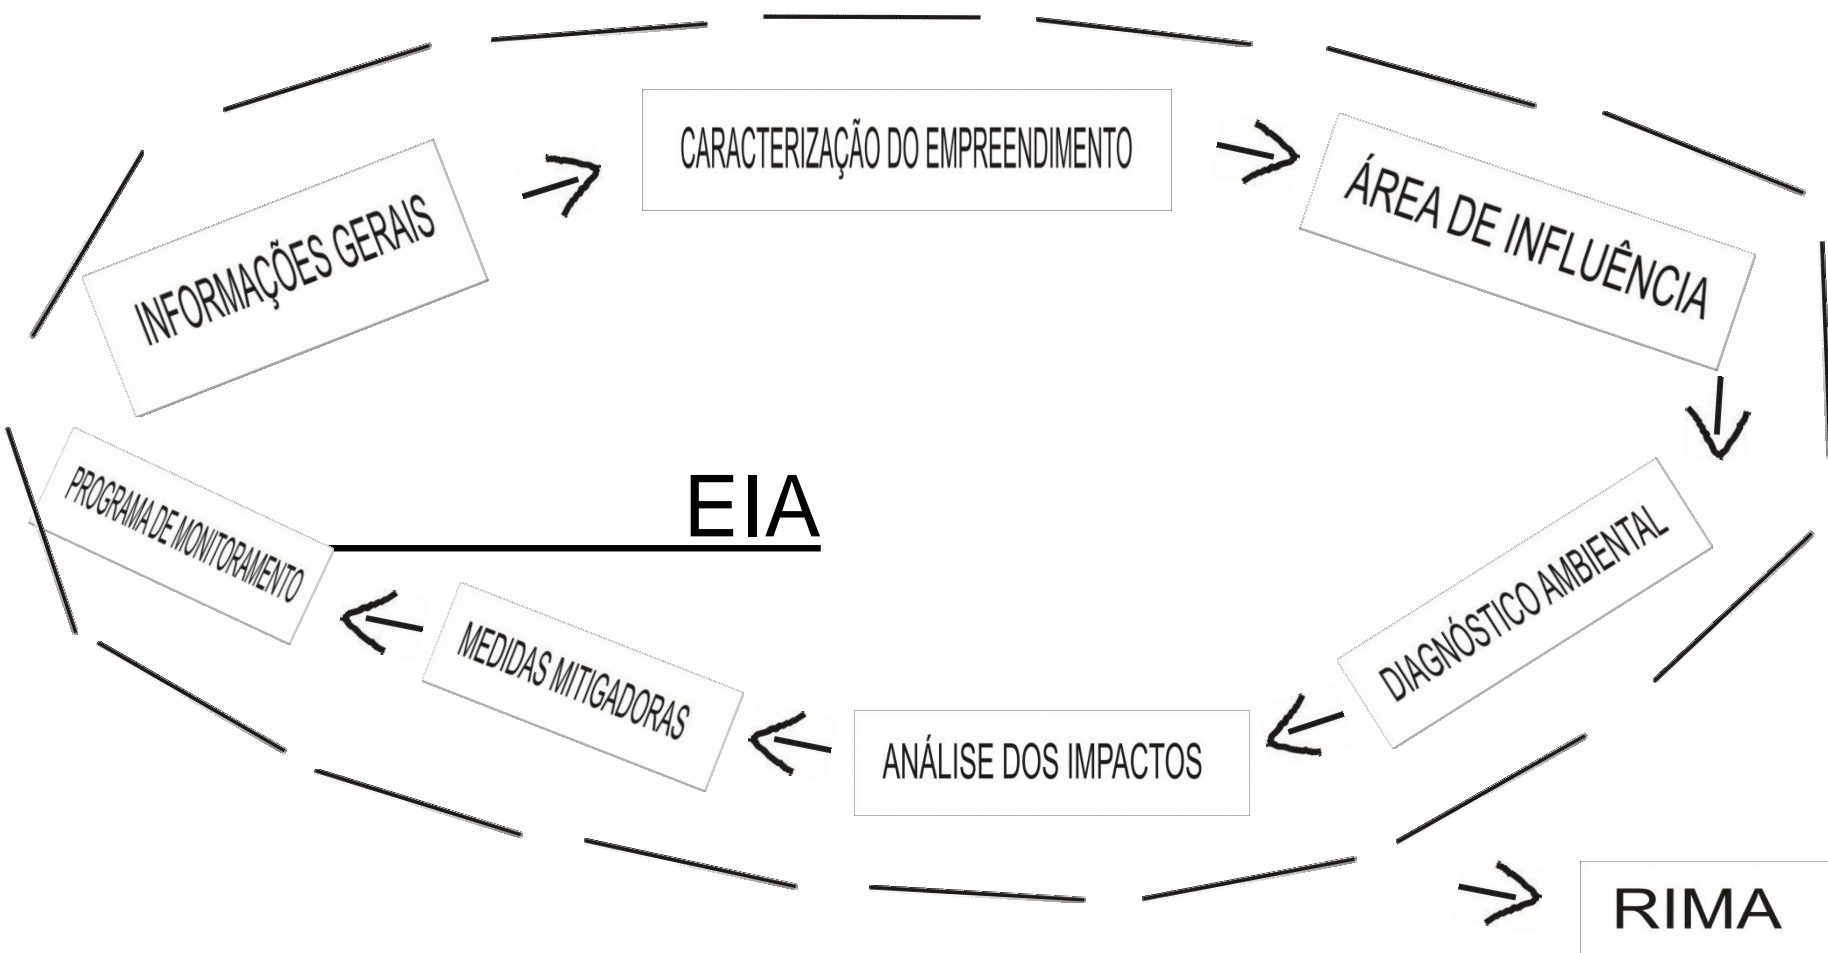 INFORMAÇÕES GERAIS
CARACTERIZAÇÃO DO EMPREENDIMENTO
ÁREA DE INFLUÊNCIA
DIAGNÓSTICO AMBIENTAL
ANÁLISE DOS IMPACTOS
MEDIDAS MITIGADORAS
PROGRAMA DE MONITORAMENTO
EIA
RIMA